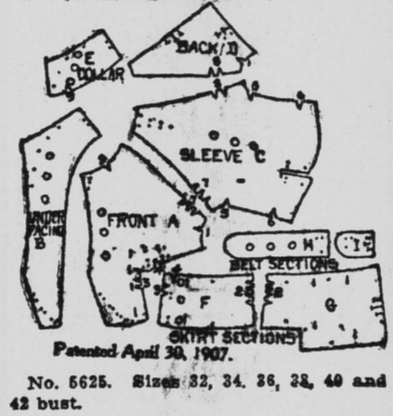 BACK/D
E
COLLAR
SLEEVE C
UNDER
FACING
B
FRONT A
H
I
BELT SECTIONS
F
G
SKIRT SECTIONS
Patented April 30, 1907.
No. 5625. Sizes 32, 34, 36, 38, 40 and
42 bust.